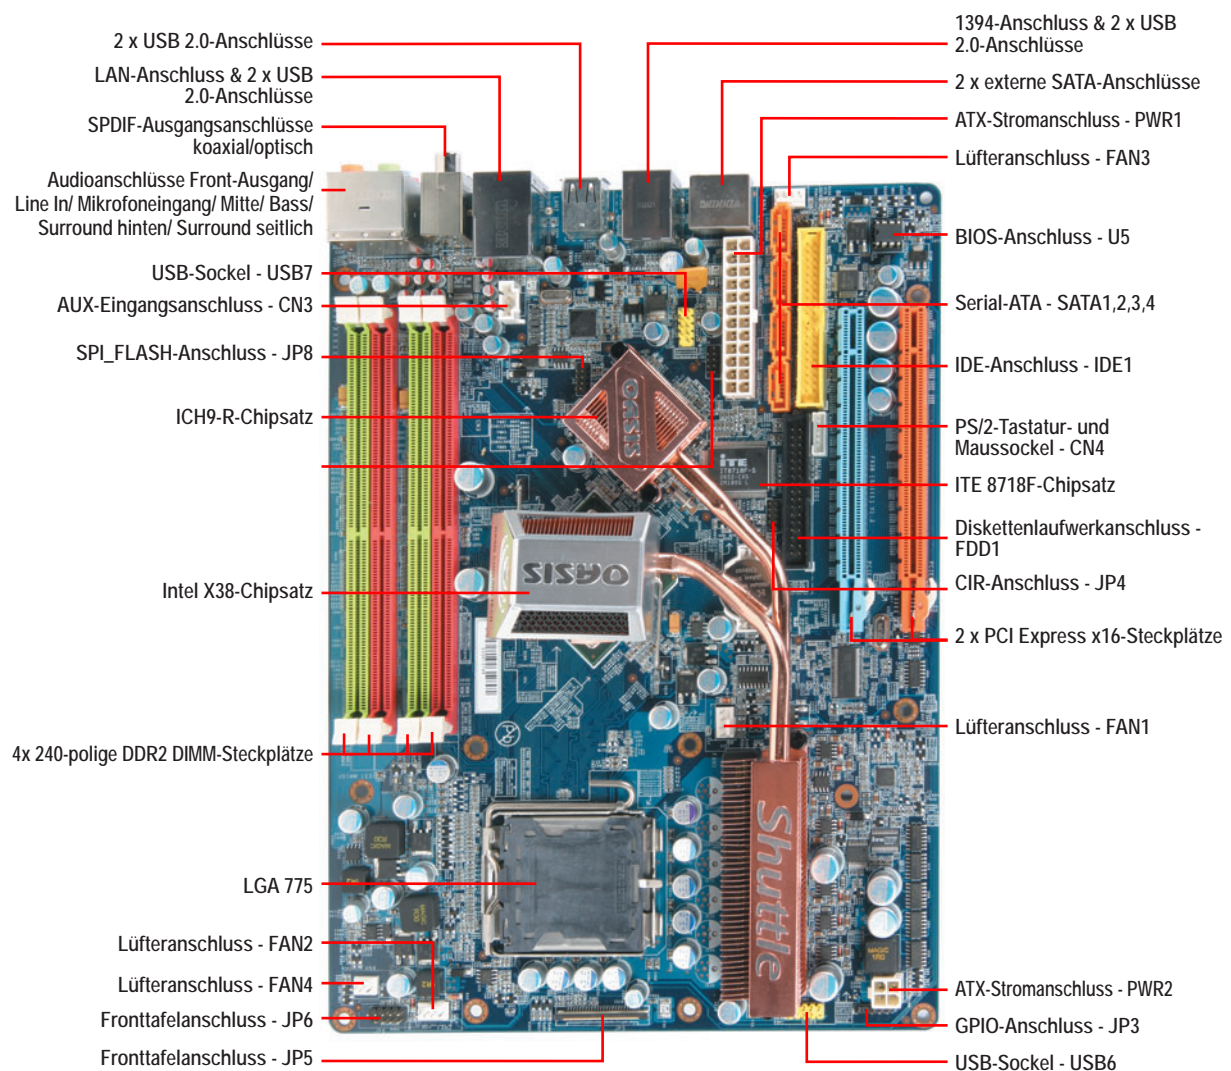 2 x USB 2.0-Anschlüsse
LAN-Anschluss & 2 x USB
2.0-Anschlüsse
SPDIF-Ausgangsanschlüsse
koaxial/optisch
Audioanschlüsse Front-Ausgang/
Line In/ Mikrofoneingang/ Mitte/ Bass/
Surround hinten/ Surround seitlich
USB-Sockel - USB7
AUX-Eingangsanschluss - CN3
SPI_FLASH-Anschluss - JP8
ICH9-R-Chipsatz
Intel X38-Chipsatz
4x 240-polige DDR2 DIMM-Steckplätze
LGA 775
Lüfteranschluss - FAN2
Lüfteranschluss - FAN4
Fronttafelanschluss - JP6
Fronttafelanschluss - JP5
1394-Anschluss & 2 x USB
2.0-Anschlüsse
2 x externe SATA-Anschlüsse
ATX-Stromanschluss - PWR1
Lüfteranschluss - FAN3
BIOS-Anschluss - U5
Serial-ATA - SATA1,2,3,4
IDE-Anschluss - IDE1
PS/2-Tastatur- und
Maussockel - CN4
ITE 8718F-Chipsatz
Diskettenlaufwerkanschluss -
FDD1
CIR-Anschluss - JP4
2 x PCI Express x16-Steckplätze
Lüfteranschluss - FAN1
ATX-Stromanschluss - PWR2
GPIO-Anschluss - JP3
USB-Sockel - USB6
OASIS
OASIS
iTE
Pb
Shuttle
MAGIC
MAGIC
MAGIC